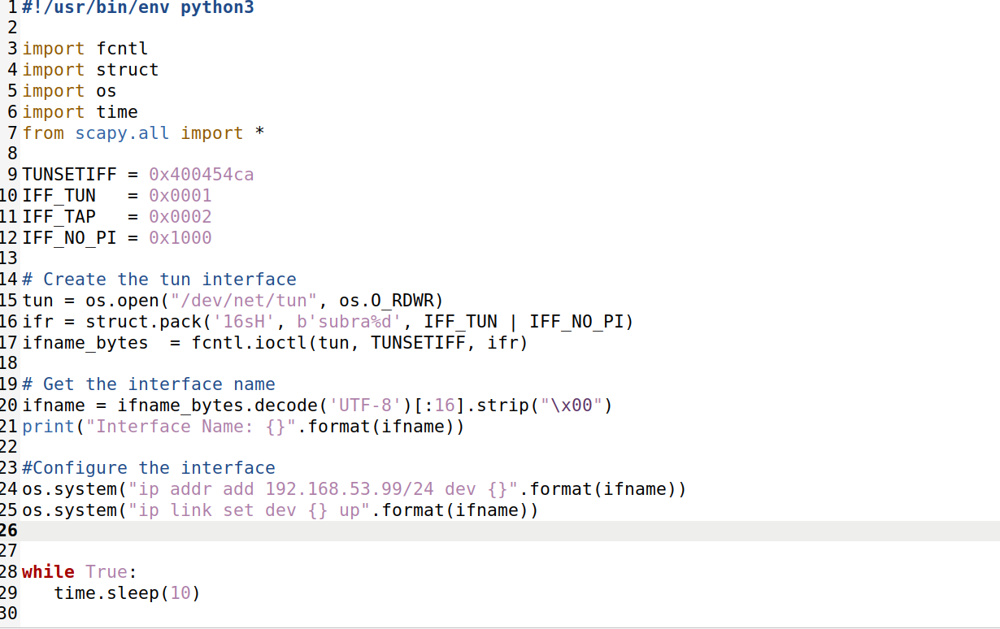 1 #!/usr/bin/env python3
2
3 import fcntl
4 import struct
5 import os
6 import time
7 from scapy.all import *
8
9 TUNSETIFF = 0x400454ca
10 IFF_TUN   = 0x0001
11 IFF_TAP   = 0x0002
12 IFF_NO_PI = 0x1000
13
14 # Create the tun interface
15 tun = os.open("/dev/net/tun", os.O_RDWR)
16 ifr = struct.pack('16sH', b'subra%d', IFF_TUN | IFF_NO_PI)
17 ifname_bytes  = fcntl.ioctl(tun, TUNSETIFF, ifr)
18
19 # Get the interface name
20 ifname = ifname_bytes.decode('UTF-8')[:16].strip("\x00")
21 print("Interface Name: {}".format(ifname))
22
23 #Configure the interface
24 os.system("ip addr add 192.168.53.99/24 dev {}".format(ifname))
25 os.system("ip link set dev {} up".format(ifname))
26
27
28 while True:
29    time.sleep(10)
30